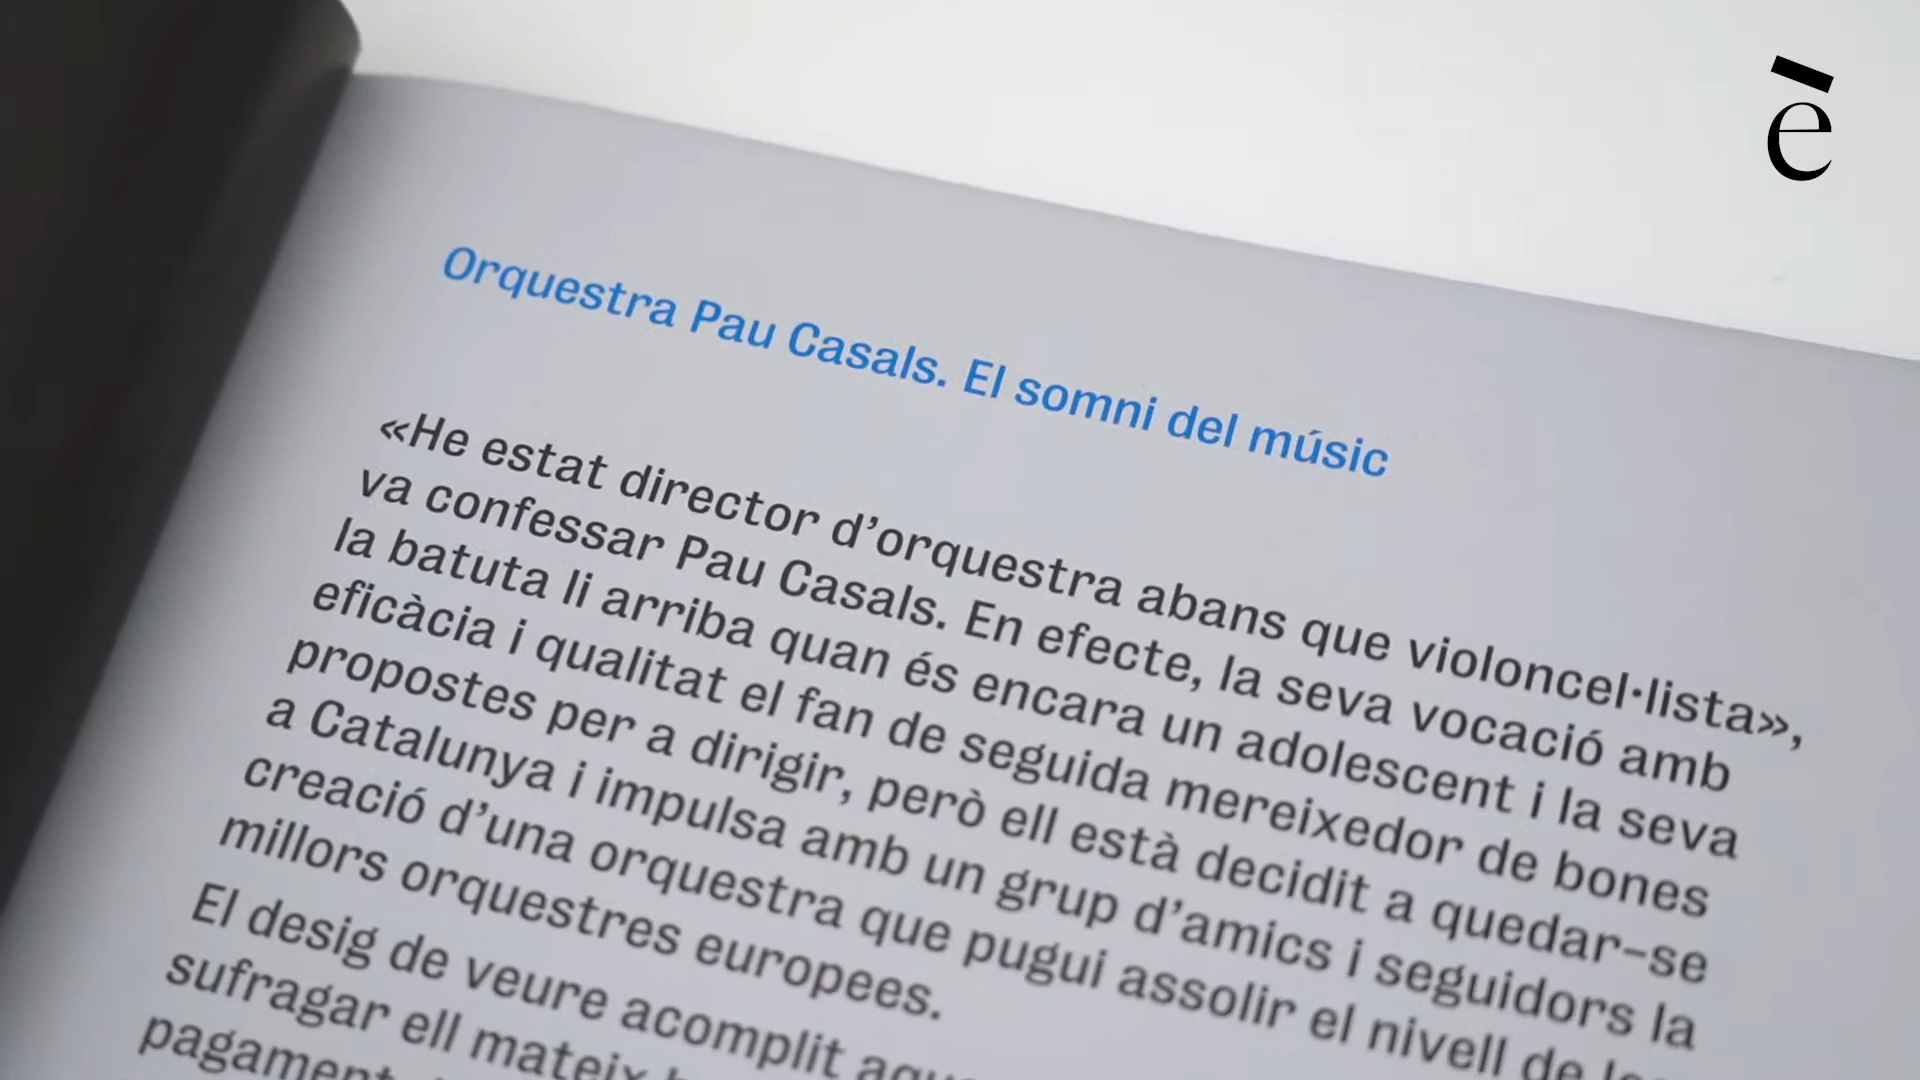 è
Orquestra Pau Casals. El somni del músic
«He estat director d’orquestra abans que violoncel·lista»,
va confessar Pau Casals. En efecte, la seva vocació amb
la batuta li arriba quan és encara un adolescent i la seva
eficàcia i qualitat el fan de seguida mereixedor de bones
propostes per a dirigir, però ell està decidit a quedar-se
a Catalunya i impulsa amb un grup d’amics i seguidors la
creació d’una orquestra que pugui assolir el nivell de
millors orquestres europees.
El desig de veure acomplit
sufragar ell mateix